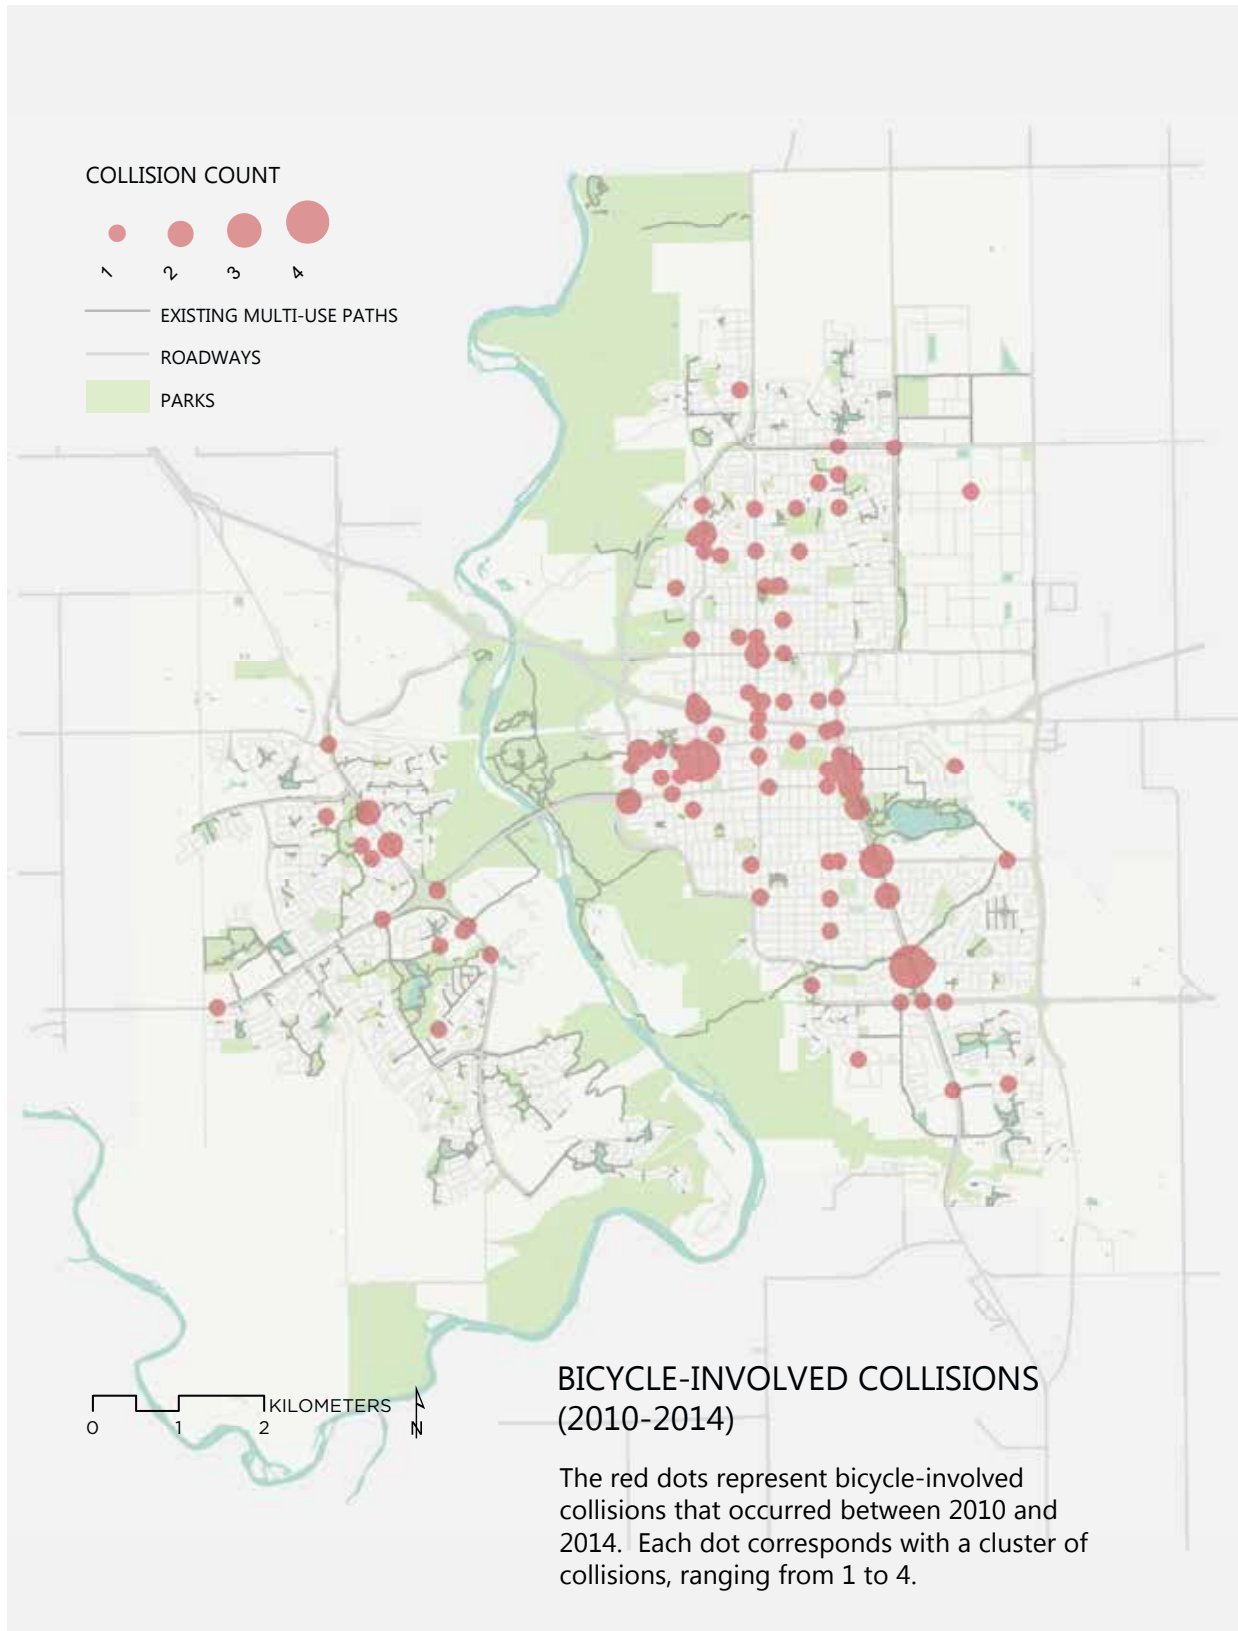 COLLISION COUNT
1 2 3 4
EXISTING MULTI-USE PATHS
ROADWAYS
PARKS
KILOMETERS
0 1 2
N
BICYCLE-INVOLVED COLLISIONS
(2010-2014)
The red dots represent bicycle-involved
collisions that occurred between 2010 and
2014. Each dot corresponds with a cluster of
collisions, ranging from 1 to 4.